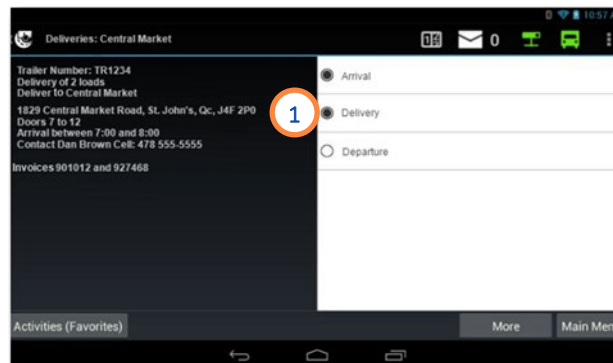 10:57 A
Deliveries: Central Market
0
Trailer Number: TR1234
Delivery of 2 loads
Deliver to Central Market
1829 Central Market Road, St. John's, Qc, J4F 2P0
Doors 7 to 12
Arrival between 7:00 and 8:00
Contact Dan Brown Cell: 478 555-5555
Invoices 901012 and 927468
Arrival
1
Delivery
Departure
Activities (Favorites)
More
Main Men